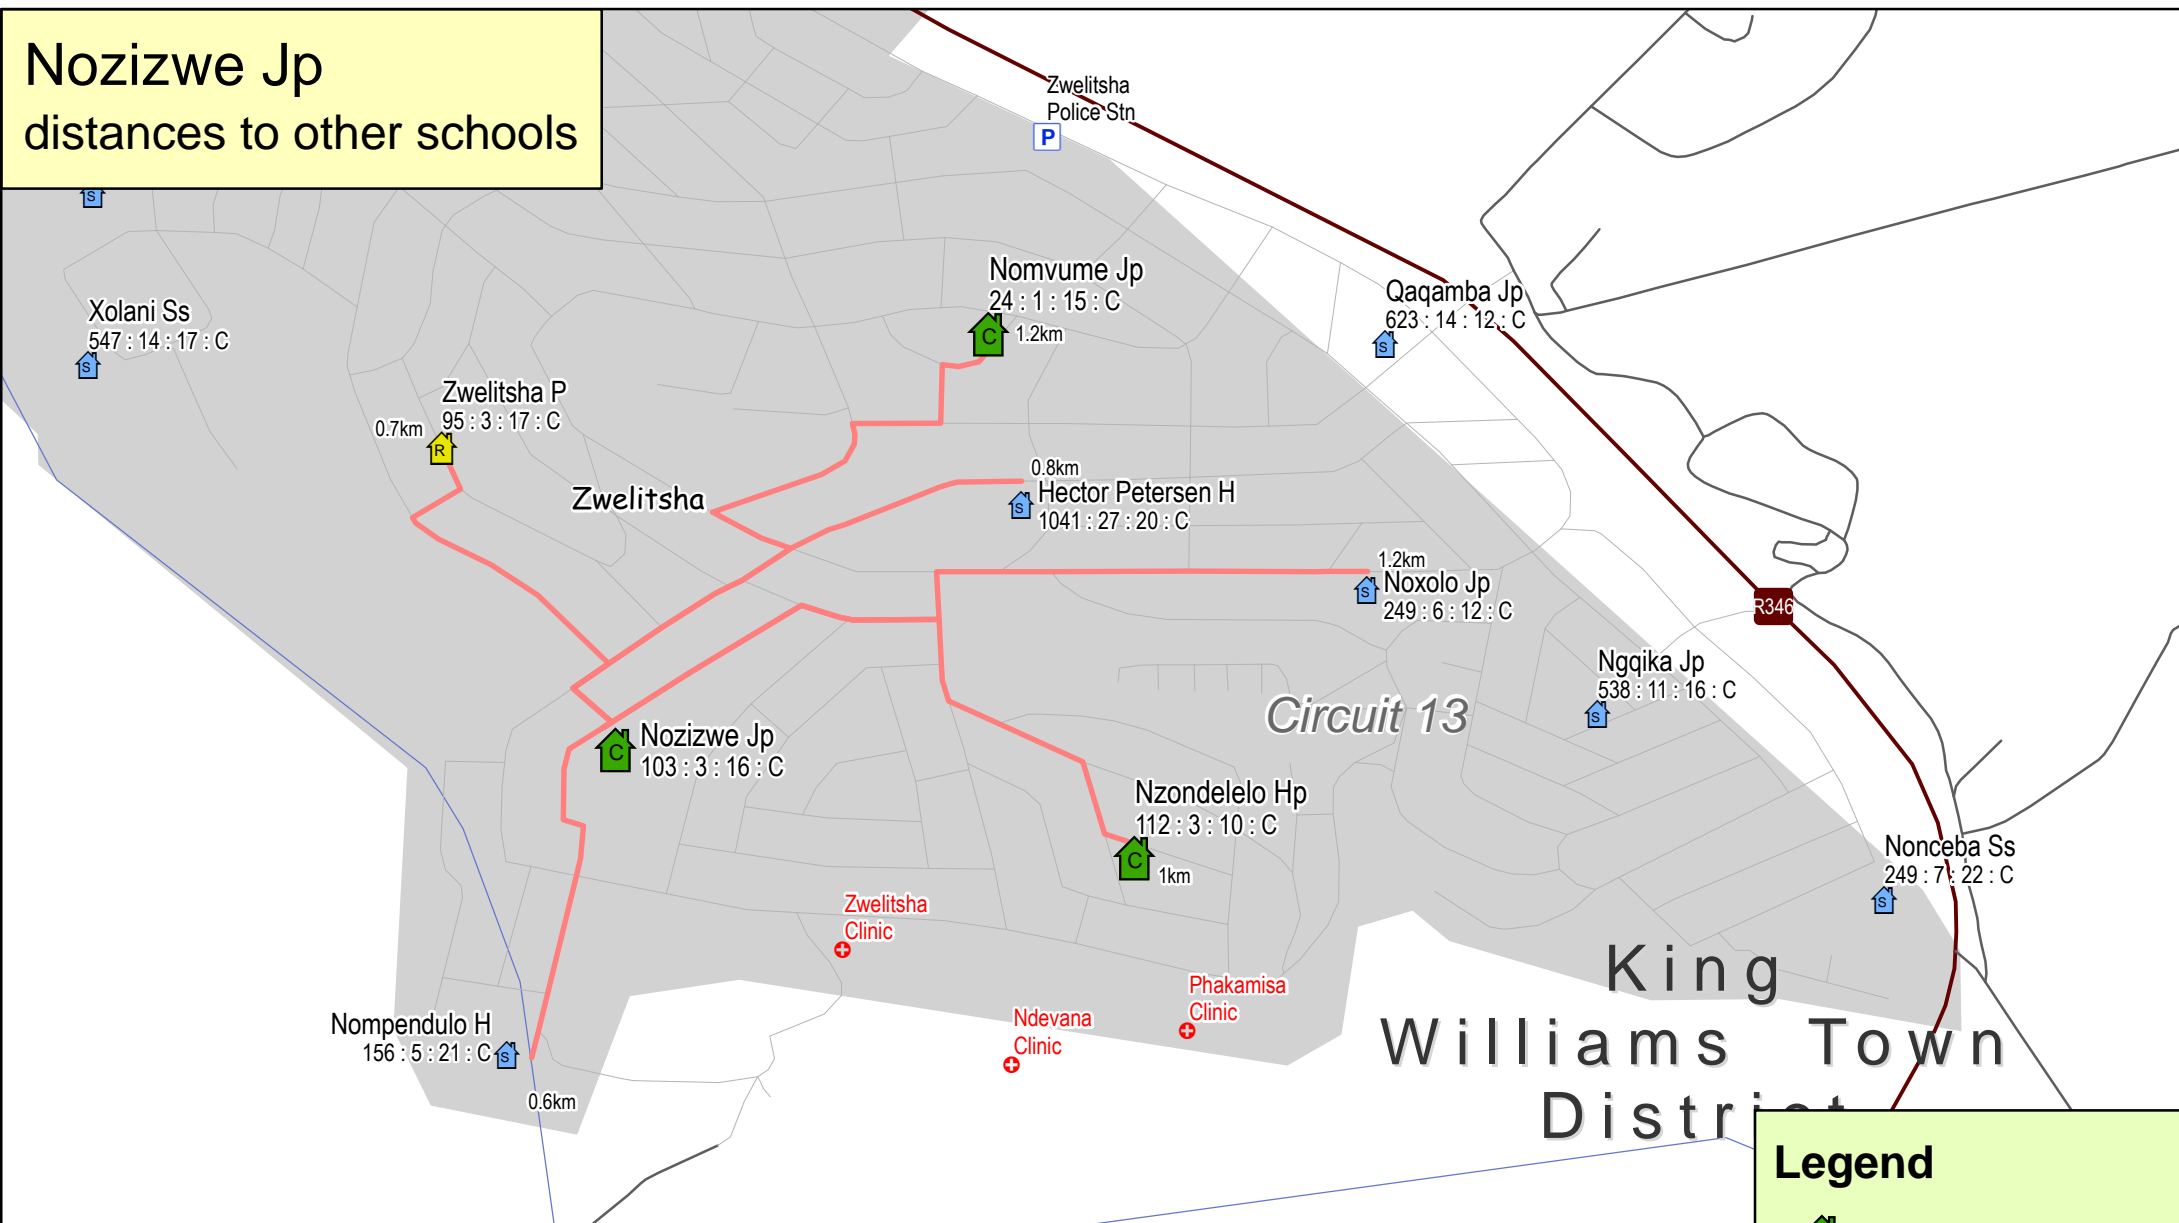 Nozizwe Jp
distances to other schools
Zwelitsha
Police Stn
P
S
Nomvume Jp
24 : 1 : 15 : C
C
1.2km
Qaqamba Jp
623 : 14 : 12 : C
S
Xolani Ss
547 : 14 : 17 : C
S
Zwelitsha P
95 : 3 : 17 : C
0.7km
R
Zwelitsha
0.8km
Hector Petersen H
1041 : 27 : 20 : C
S
1.2km
Noxolo Jp
249 : 6 : 12 : C
S
R346
Ngqika Jp
538 : 11 : 16 : C
S
Circuit 13
Nozizwe Jp
103 : 3 : 16 : C
C
Nzondelelo Hp
112 : 3 : 10 : C
C
1km
Nonceba Ss
249 : 7 : 22 : C
S
Zwelitsha
Clinic
Phakamisa
Clinic
Ndevana
Clinic
King
Williams Town
District
Nompendulo H
156 : 5 : 21 : C
S
0.6km
Legend